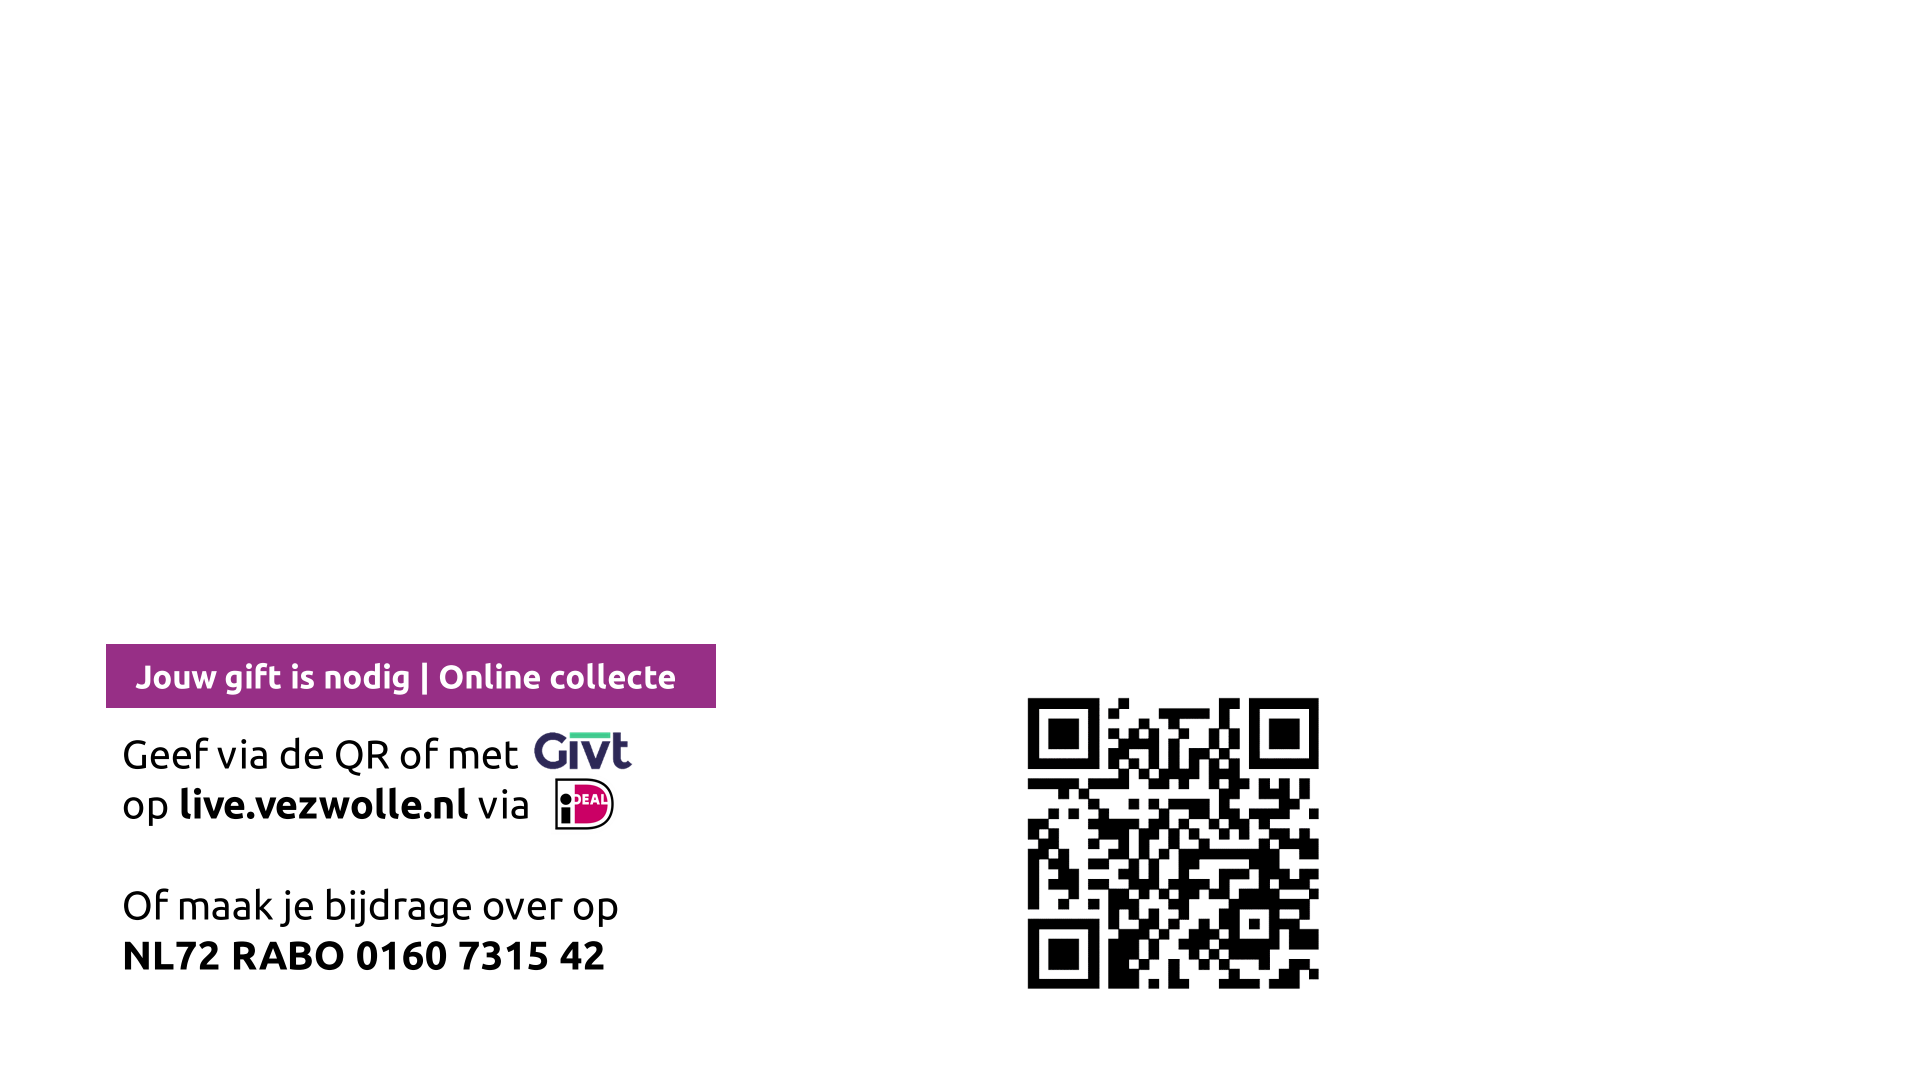 Jouw gift is nodig | Online collecte
Geef via de QR of met Givt
op live.vezwolle.nl via iDEAL
Of maak je bijdrage over op
NL72 RABO 0160 7315 42